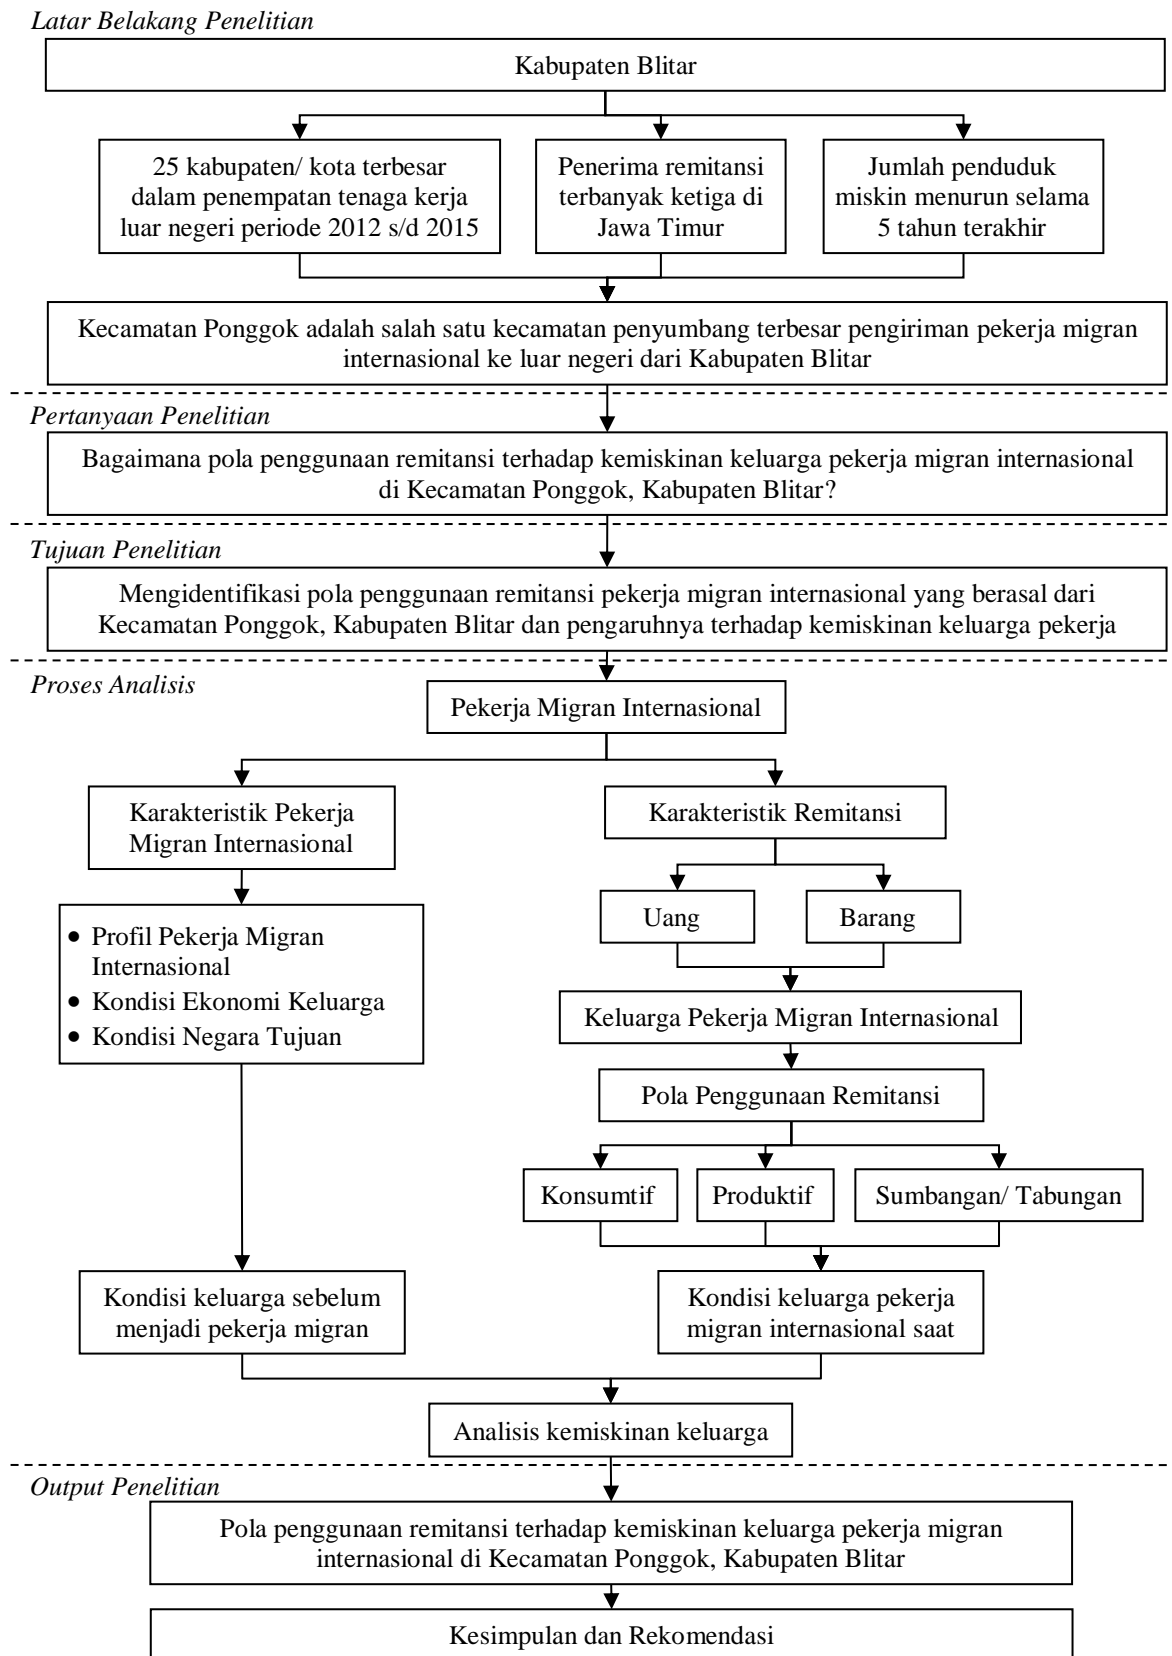 Latar Belakang Penelitian
Kabupaten Blitar
25 kabupaten/ kota terbesar
dalam penempatan tenaga kerja
luar negeri periode 2012 s/d 2015
Penerima remitansi
terbanyak ketiga di
Jawa Timur
Jumlah penduduk
miskin menurun selama
5 tahun terakhir
Kecamatan Ponggok adalah salah satu kecamatan penyumbang terbesar pengiriman pekerja migran
internasional ke luar negeri dari Kabupaten Blitar
Pertanyaan Penelitian
Bagaimana pola penggunaan remitansi terhadap kemiskinan keluarga pekerja migran internasional
di Kecamatan Ponggok, Kabupaten Blitar?
Tujuan Penelitian
Mengidentifikasi pola penggunaan remitansi pekerja migran internasional yang berasal dari
Kecamatan Ponggok, Kabupaten Blitar dan pengaruhnya terhadap kemiskinan keluarga pekerja
Proses Analisis
Pekerja Migran Internasional
Karakteristik Pekerja
Migran Internasional
Karakteristik Remitansi
Uang
Barang
• Profil Pekerja Migran
Internasional
• Kondisi Ekonomi Keluarga
• Kondisi Negara Tujuan
Keluarga Pekerja Migran Internasional
Pola Penggunaan Remitansi
Konsumtif
Produktif
Sumbangan/ Tabungan
Kondisi keluarga sebelum
menjadi pekerja migran
Kondisi keluarga pekerja
migran internasional saat
Analisis kemiskinan keluarga
Output Penelitian
Pola penggunaan remitansi terhadap kemiskinan keluarga pekerja migran
internasional di Kecamatan Ponggok, Kabupaten Blitar
Kesimpulan dan Rekomendasi